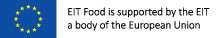 EIT Food is supported by the EIT
a body of the European Union